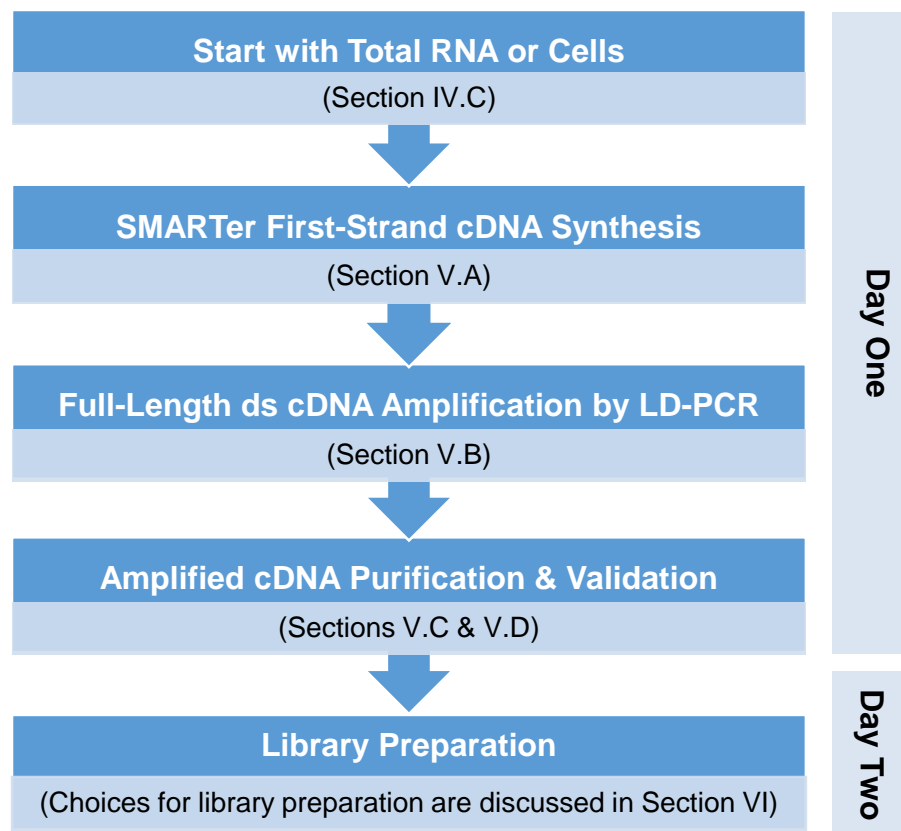 Start with Total RNA or Cells
(Section IV.C)
SMARTer First-Strand cDNA Synthesis
(Section V.A)
Full-Length ds cDNA Amplification by LD-PCR
(Section V.B)
Amplified cDNA Purification & Validation
(Sections V.C & V.D)
Day One
Library Preparation
(Choices for library preparation are discussed in Section VI)
Day Two